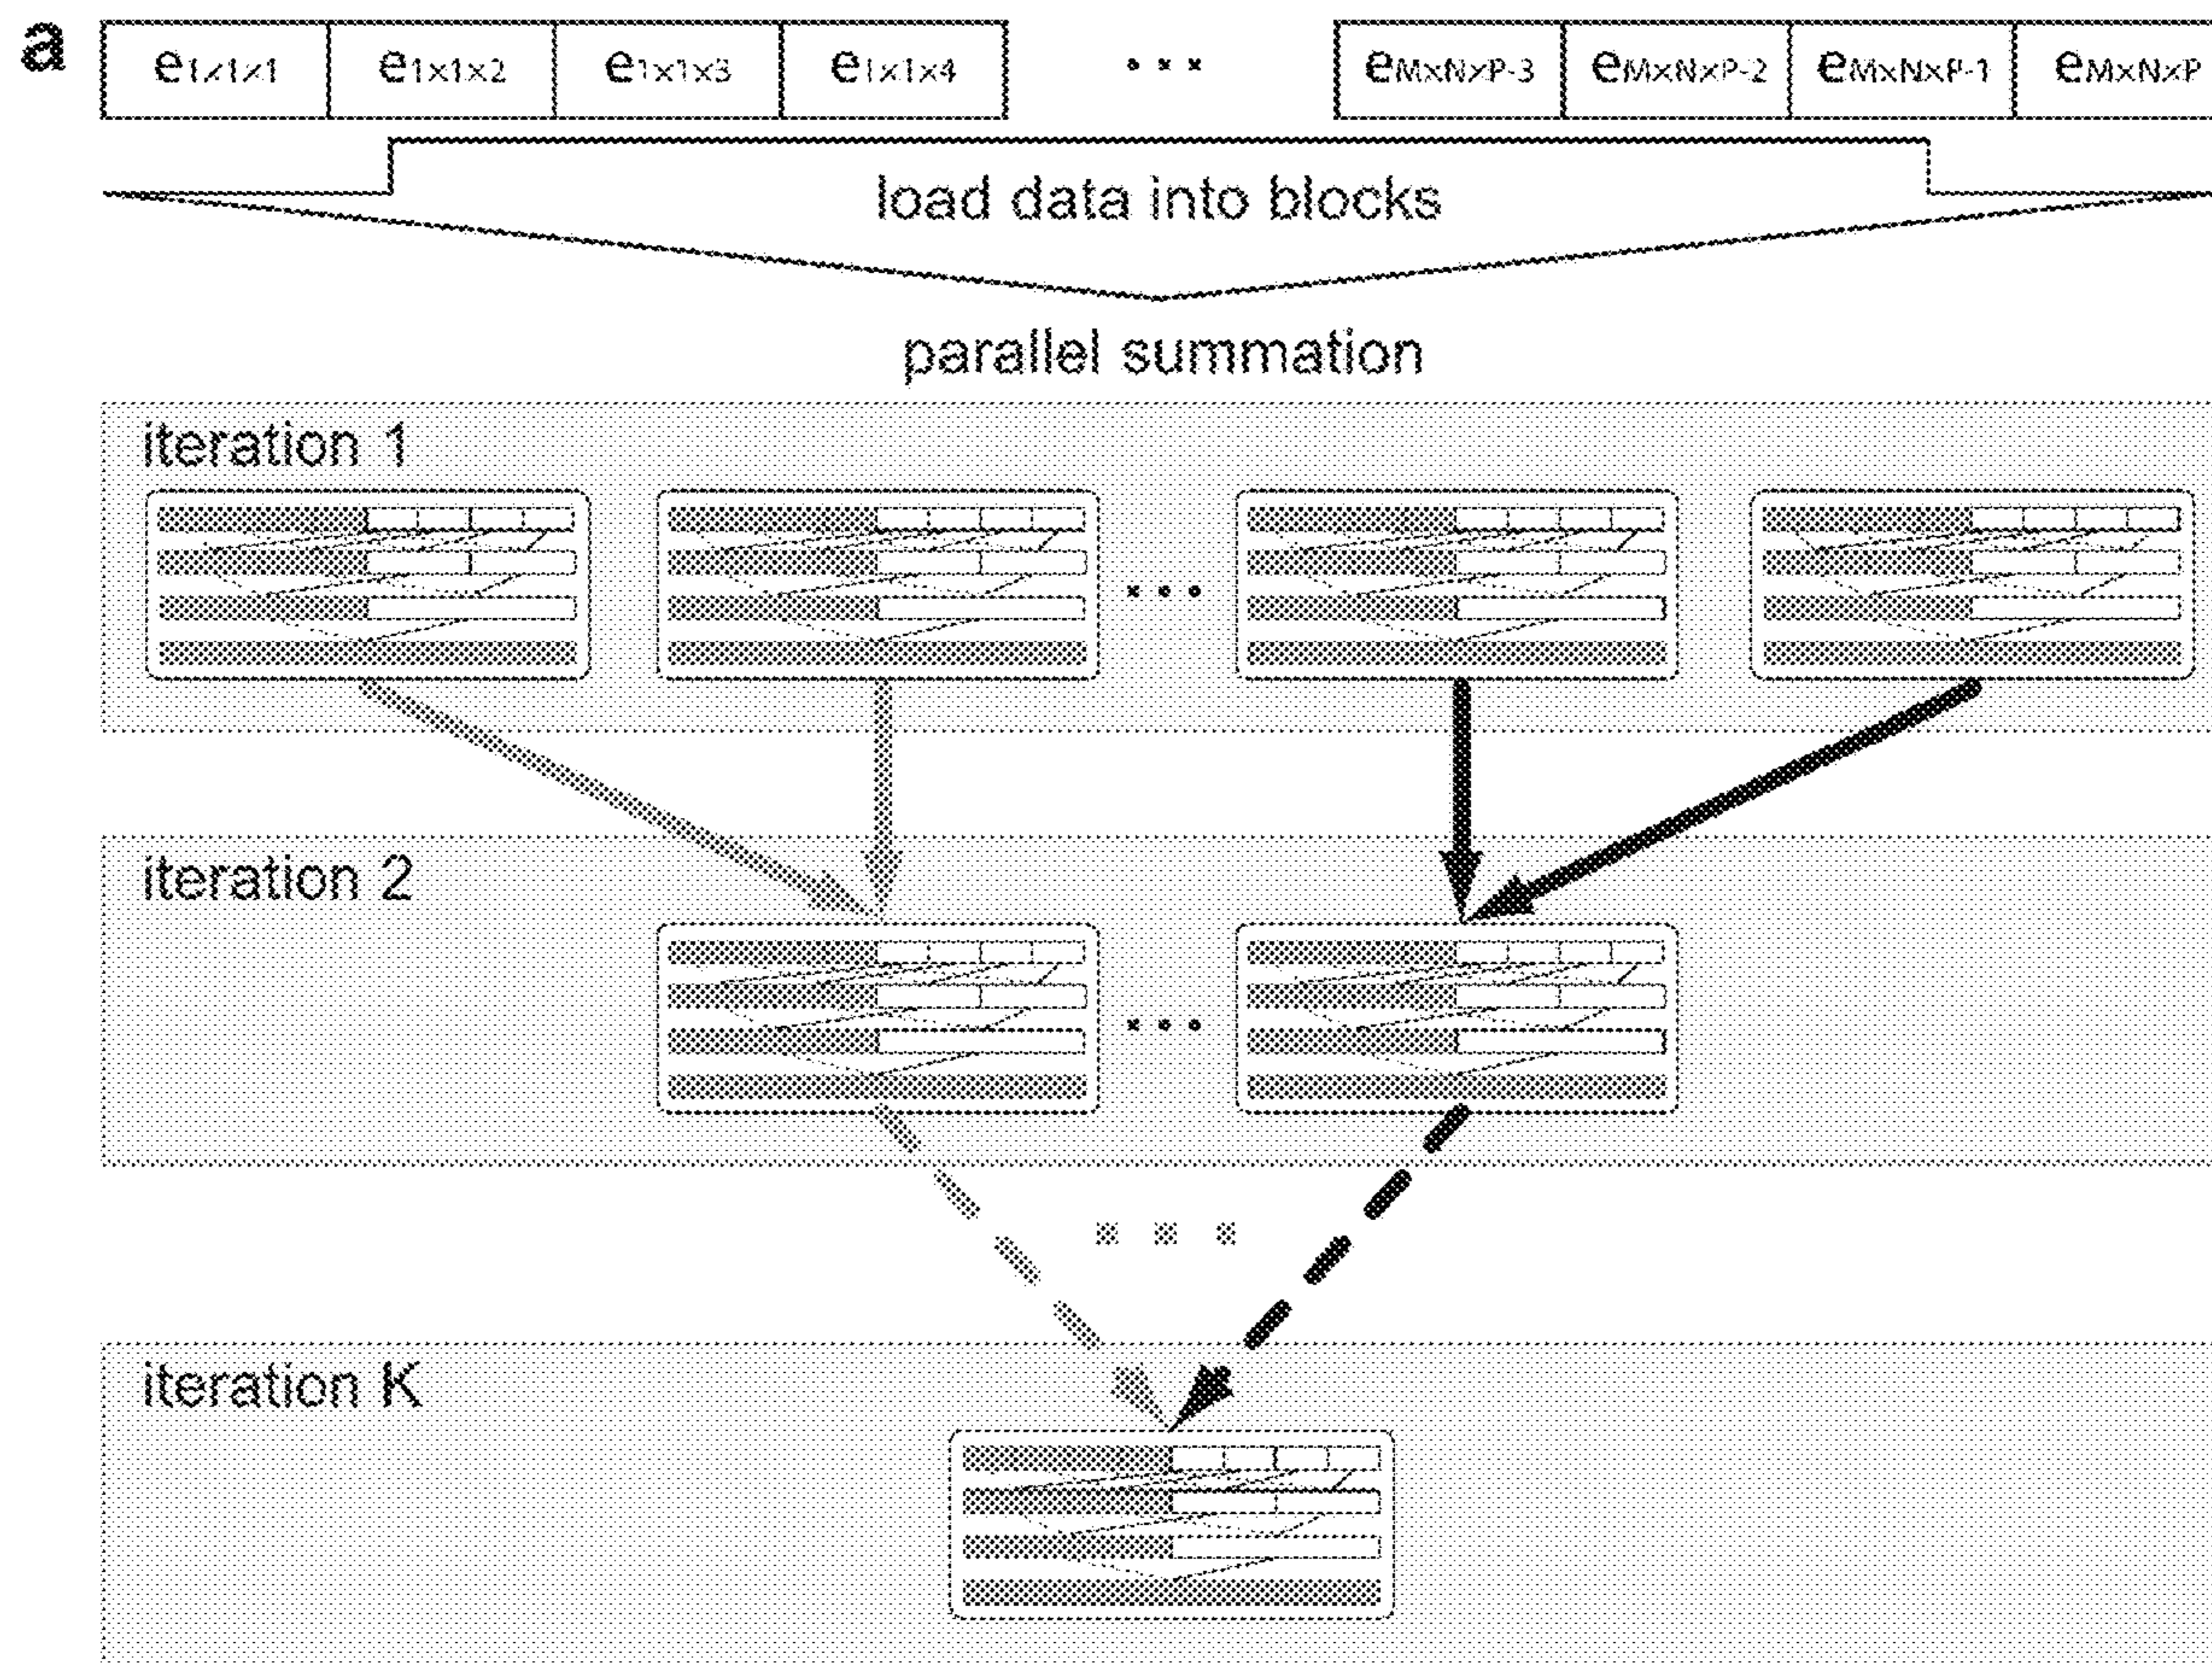 a
e1×1×1 e1×1×2 e1×1×3 e1×1×4 ... eM×N×P-3 eM×N×P-2 eM×N×P-1 eM×N×P
load data into blocks
parallel summation
iteration 1
...
iteration 2
...
...
iteration K